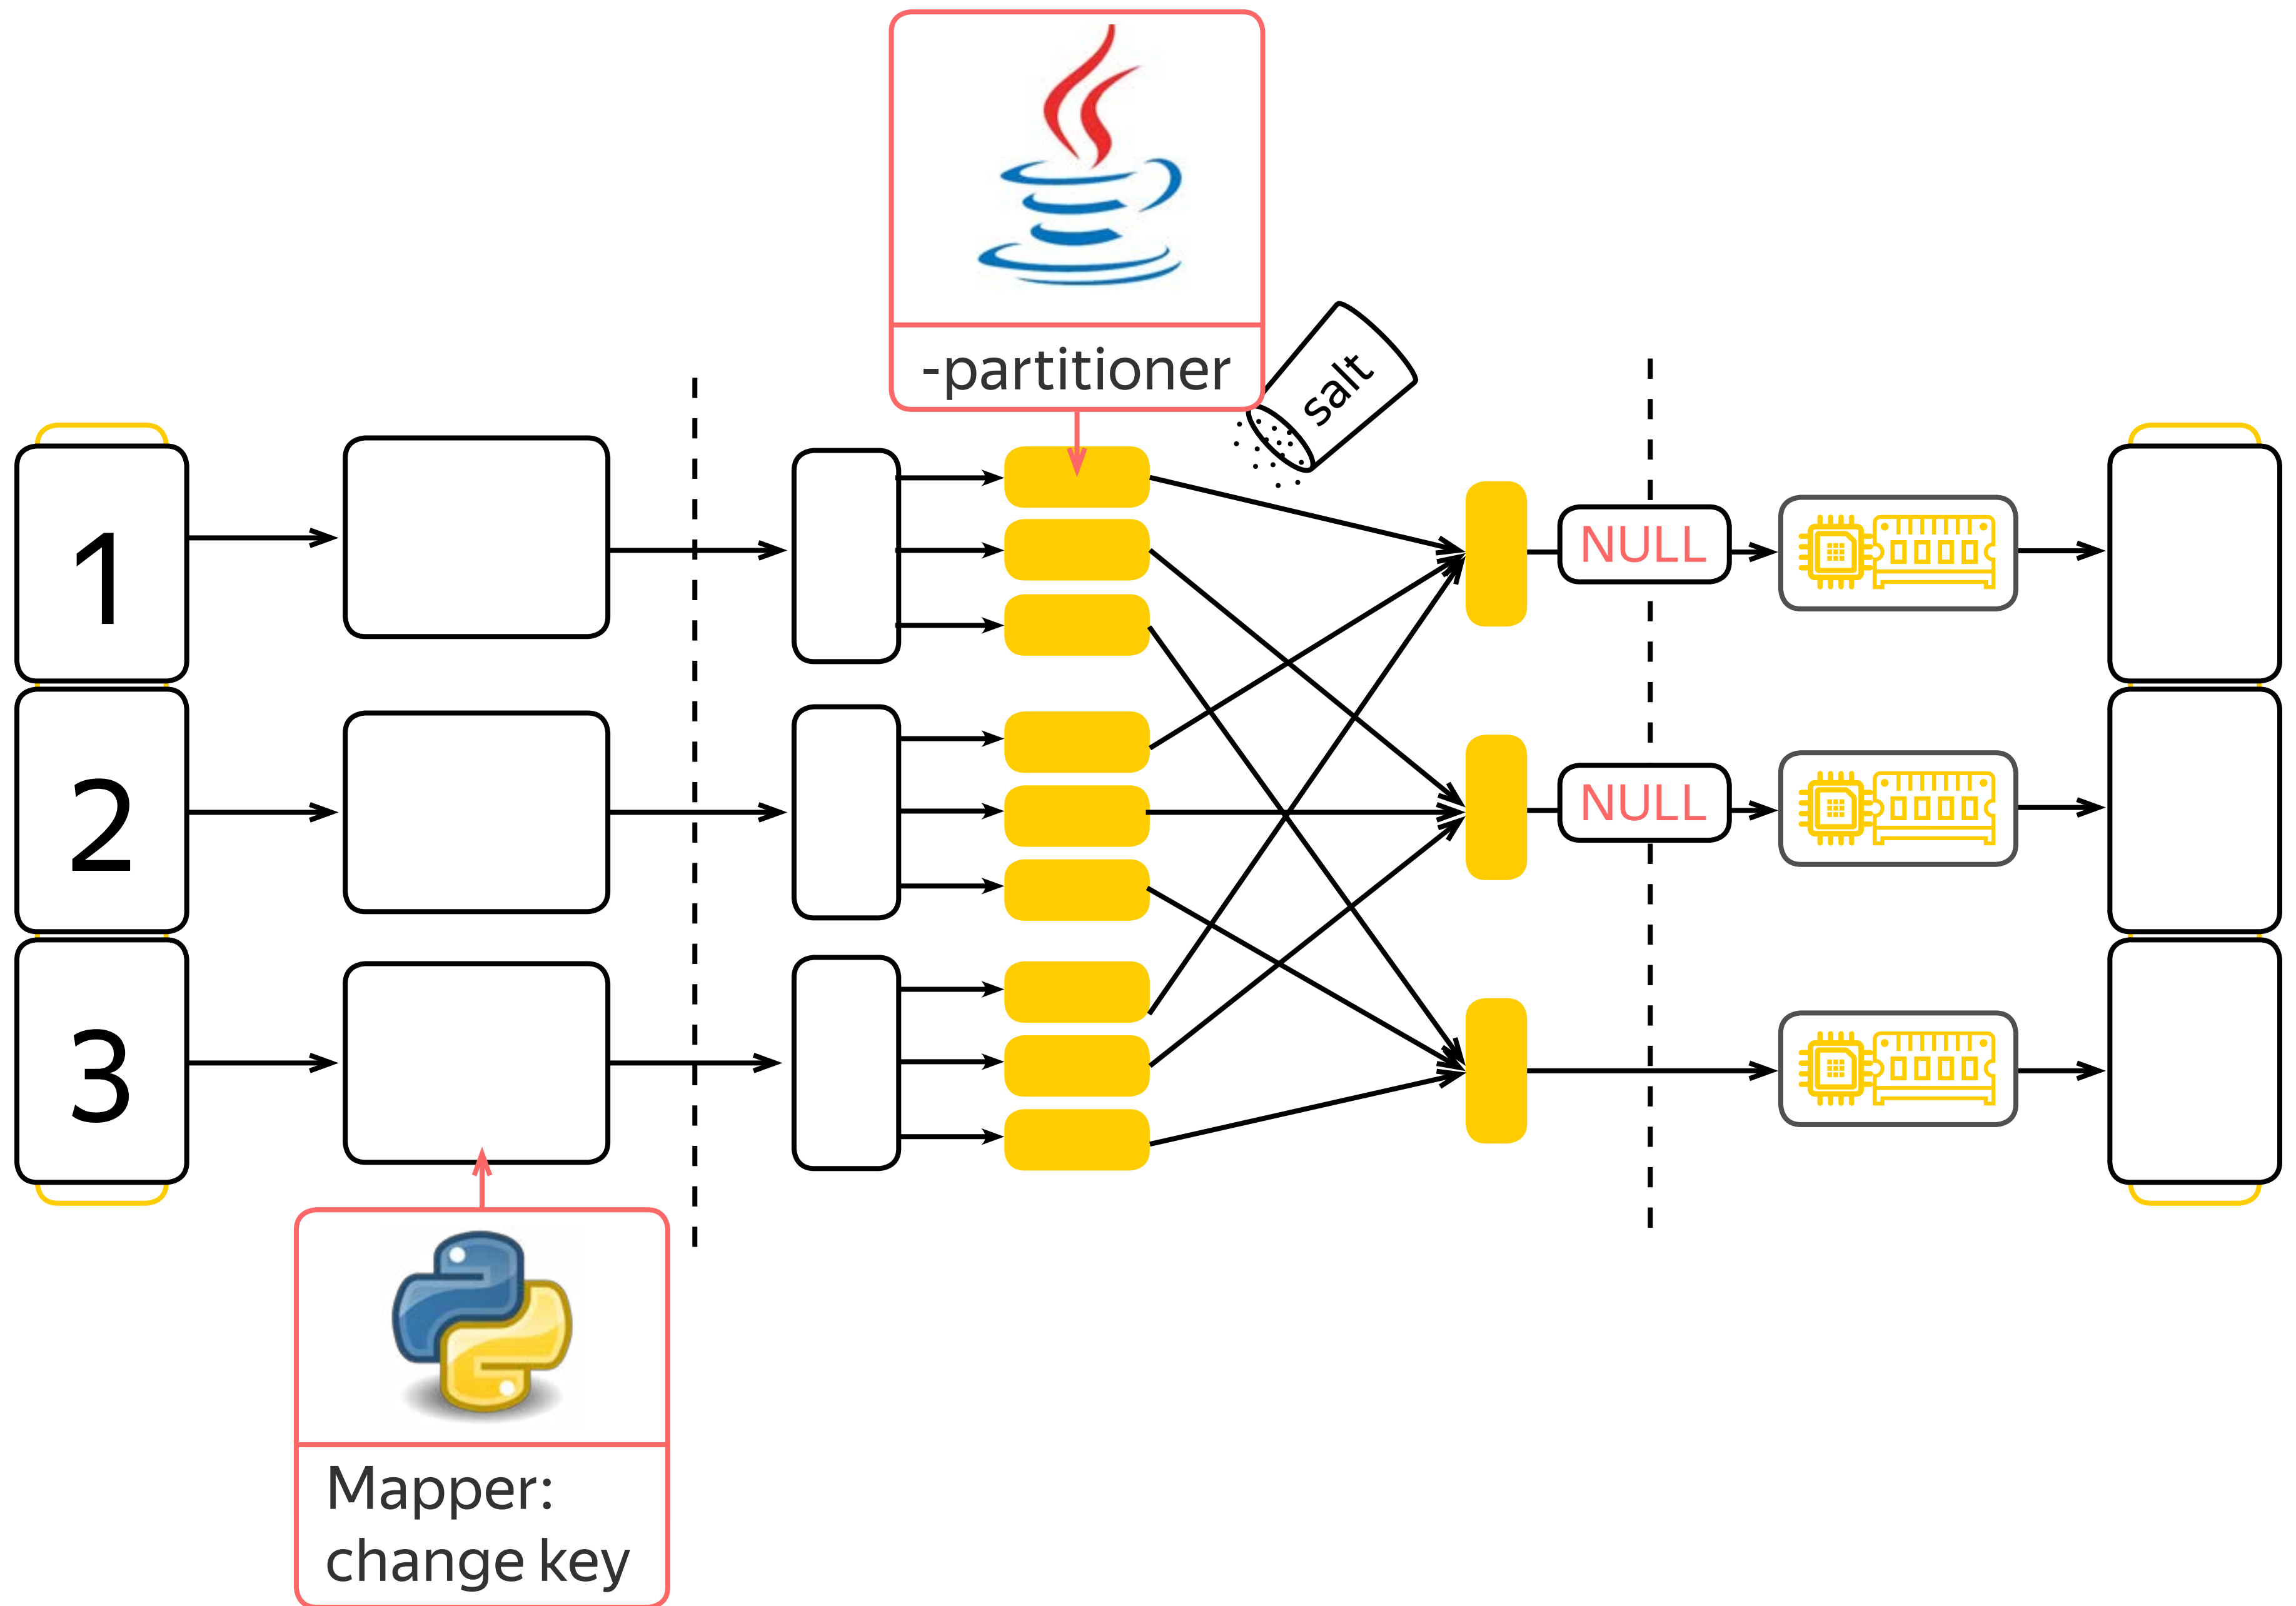 -partitioner
salt
1
NULL
2
NULL
3
Mapper:
change key